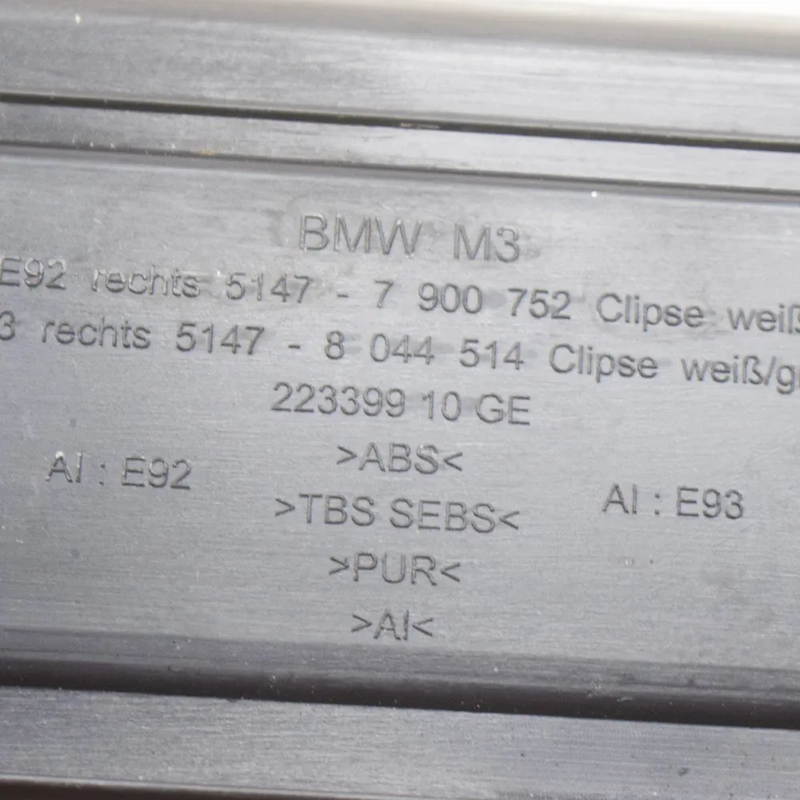 BMW M3
E92 rechts 5147 - 7 900 752 Clipse weiß
3 rechts 5147 - 8 044 514 Clipse weiß/g
223399 10 GE
>ABS<
AI : E92
>TBS SEBS<
AI : E93
>PUR<
>AI<